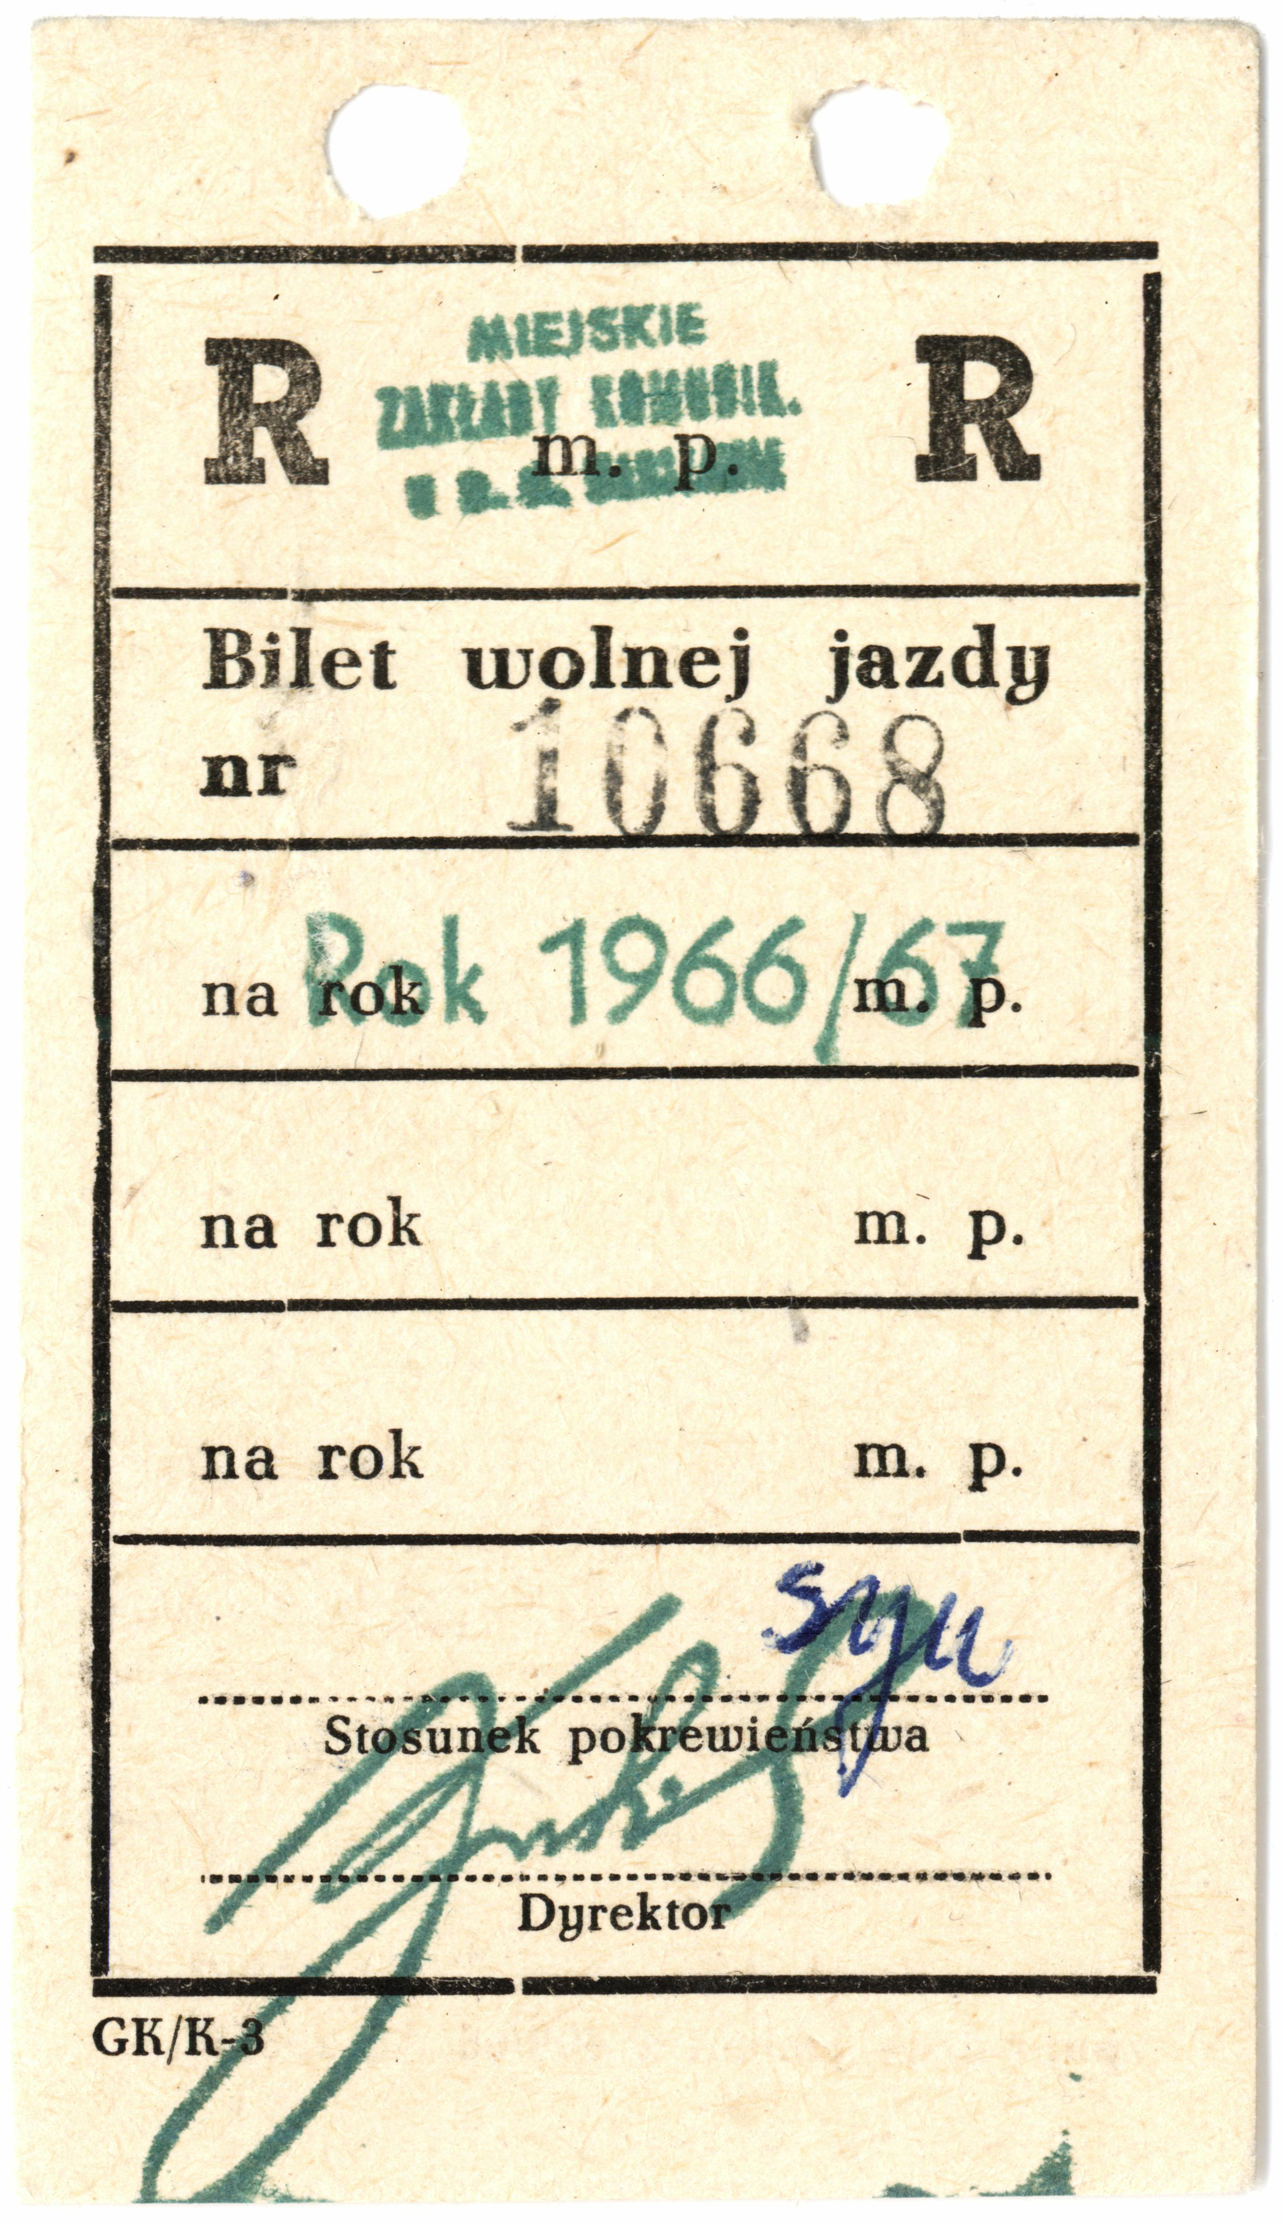 R R
MIEJSKIE
ZAKŁADY KOMUNIK.
m. p.
Bilet wolnej jazdy
nr 10668
na rok Rok 1966/67 m. p.
na rok m. p.
na rok m. p.
syn
Stosunek pokrewieństwa
Dyrektor
GK/K-3